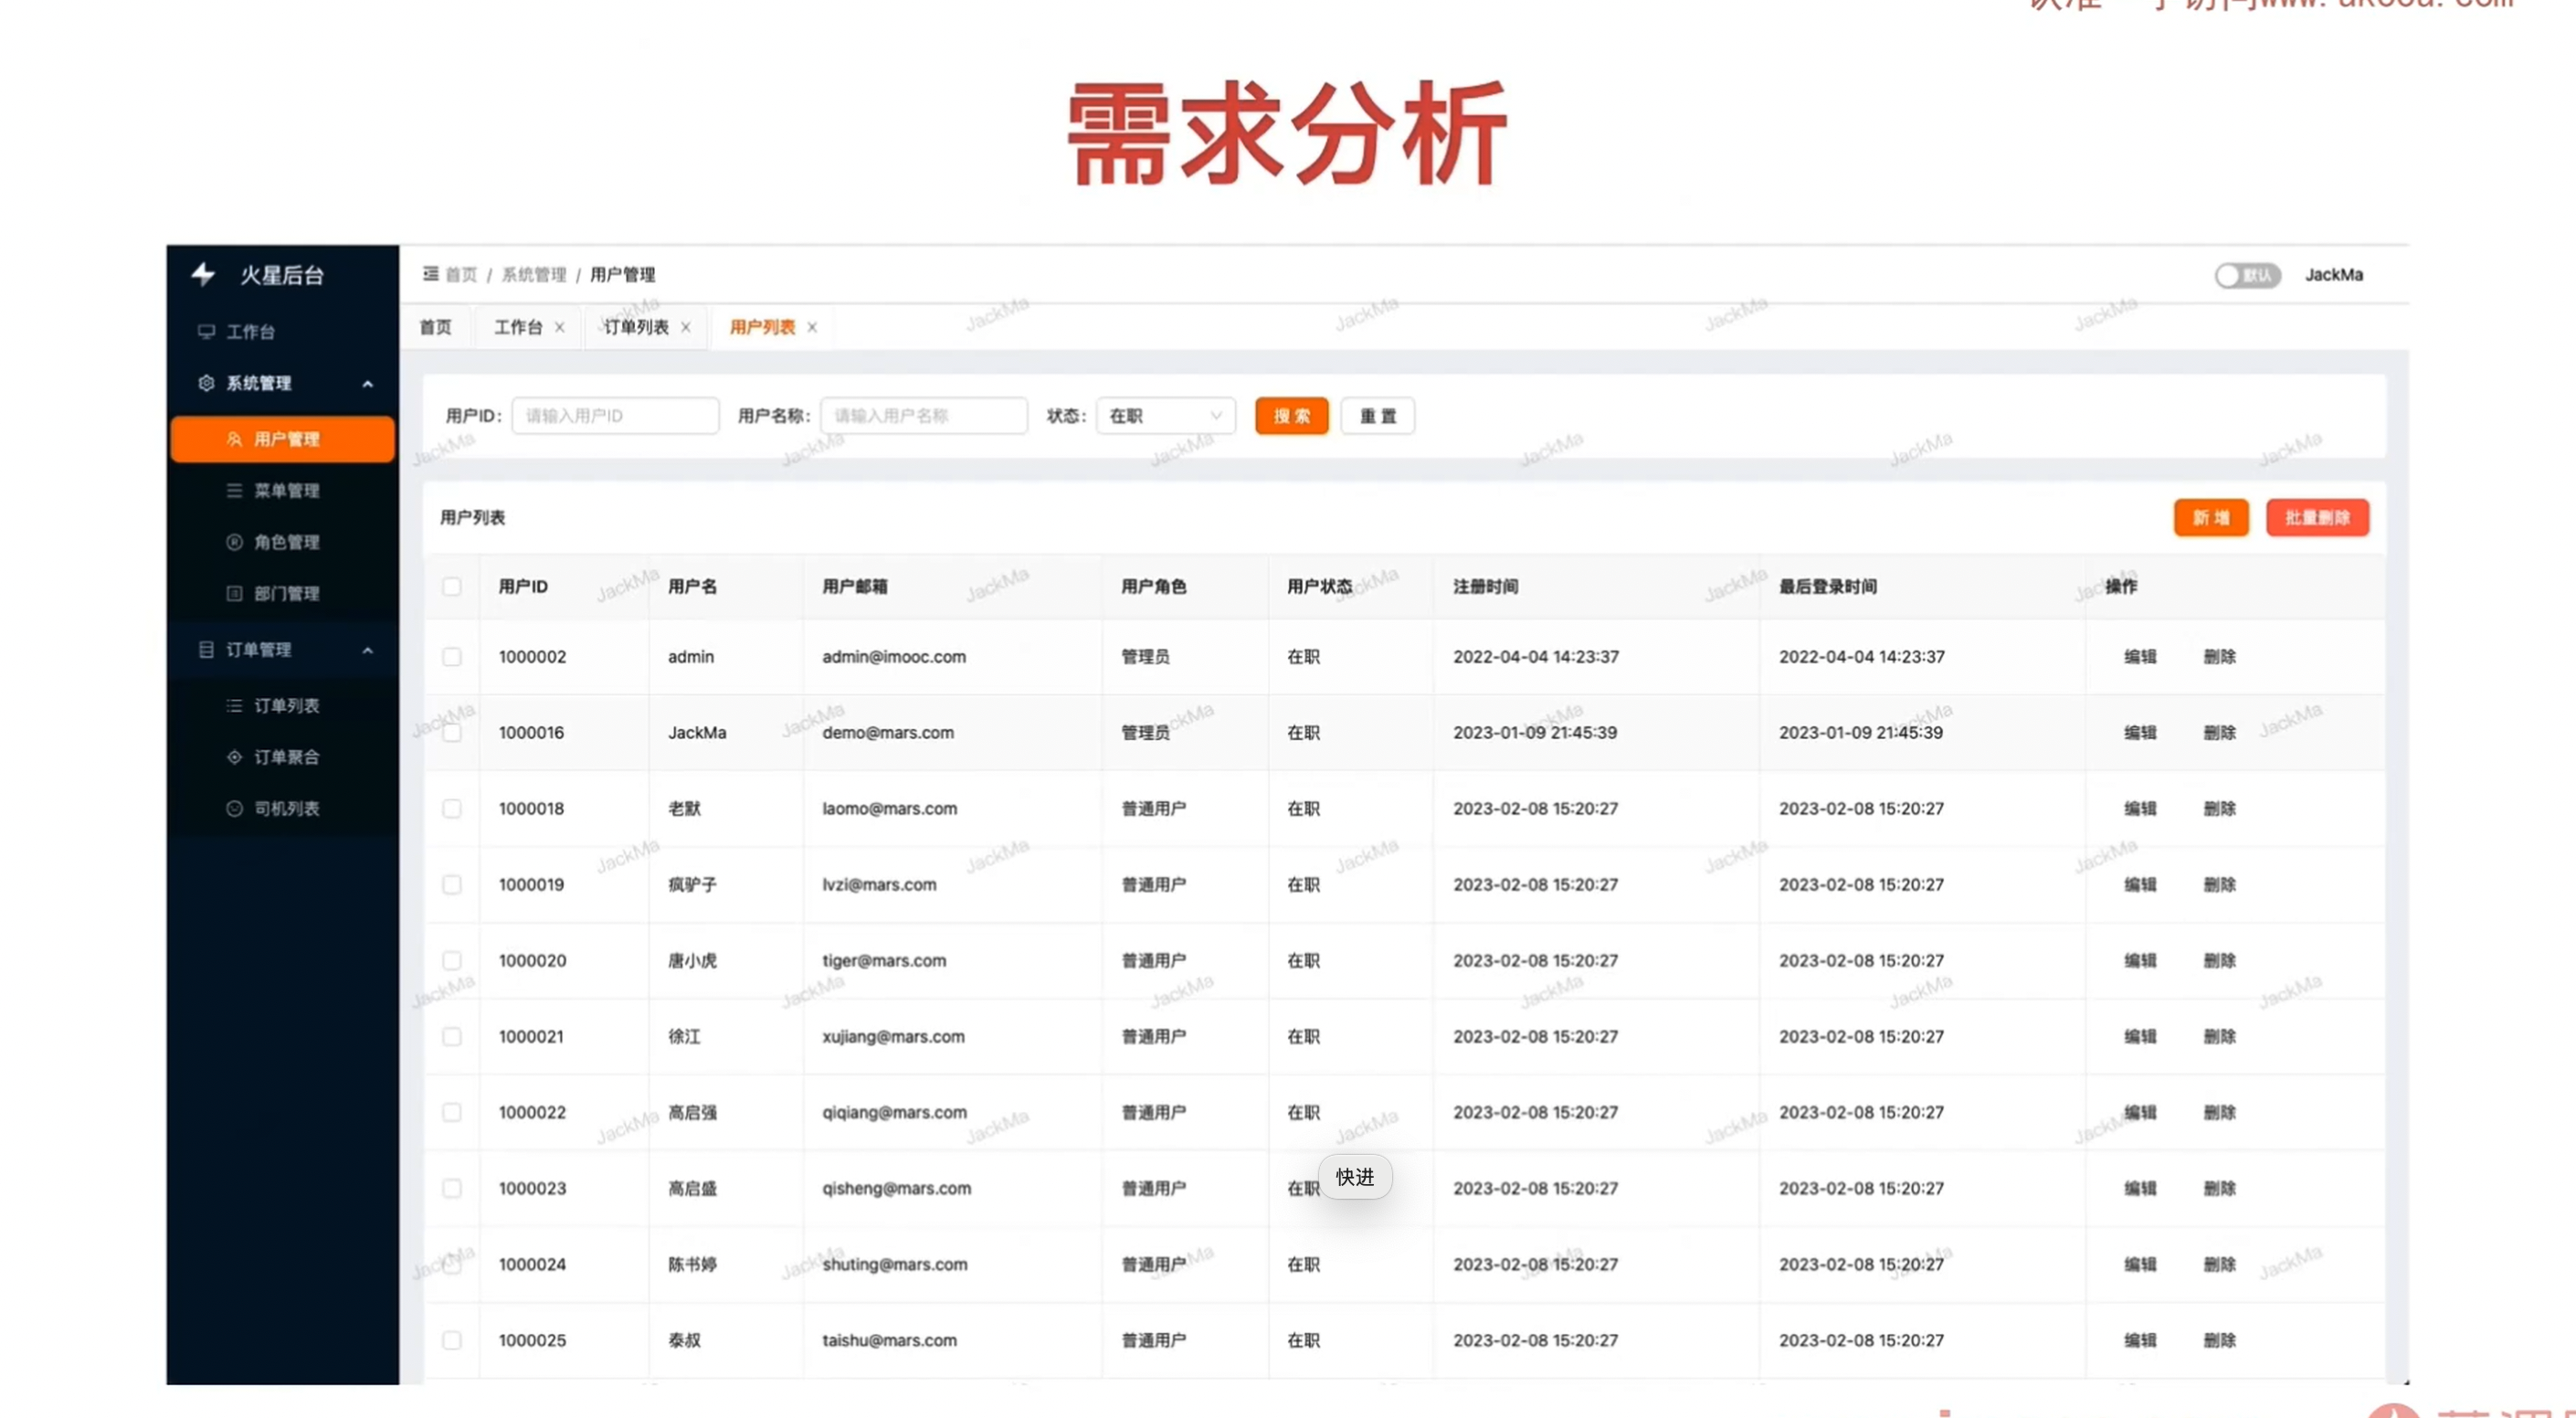 需求分析
火星后台
首页 / 系统管理 / 用户管理
默认 JackMa
首页 工作台 × 订单列表 × 用户列表 ×
工作台
系统管理
用户管理
菜单管理
角色管理
部门管理
订单管理
订单列表
订单聚合
司机列表
用户ID: 请输入用户ID 用户名称: 请输入用户名称 状态: 在职 搜 索 重 置
用户列表 新 增 批量删除
用户ID 用户名 用户邮箱 用户角色 用户状态 注册时间 最后登录时间 操作
1000002 admin admin@imooc.com 管理员 在职 2022-04-04 14:23:37 2022-04-04 14:23:37 编辑 删除
1000016 JackMa demo@mars.com 管理员 在职 2023-01-09 21:45:39 2023-01-09 21:45:39 编辑 删除
1000018 老默 laomo@mars.com 普通用户 在职 2023-02-08 15:20:27 2023-02-08 15:20:27 编辑 删除
1000019 疯驴子 lvzi@mars.com 普通用户 在职 2023-02-08 15:20:27 2023-02-08 15:20:27 编辑 删除
1000020 唐小虎 tiger@mars.com 普通用户 在职 2023-02-08 15:20:27 2023-02-08 15:20:27 编辑 删除
1000021 徐江 xujiang@mars.com 普通用户 在职 2023-02-08 15:20:27 2023-02-08 15:20:27 编辑 删除
1000022 高启强 qiqiang@mars.com 普通用户 在职 2023-02-08 15:20:27 2023-02-08 15:20:27 编辑 删除
1000023 高启盛 qisheng@mars.com 普通用户 在职 2023-02-08 15:20:27 2023-02-08 15:20:27 编辑 删除
快进
1000024 陈书婷 shuting@mars.com 普通用户 在职 2023-02-08 15:20:27 2023-02-08 15:20:27 编辑 删除
1000025 泰叔 taishu@mars.com 普通用户 在职 2023-02-08 15:20:27 2023-02-08 15:20:27 编辑 删除